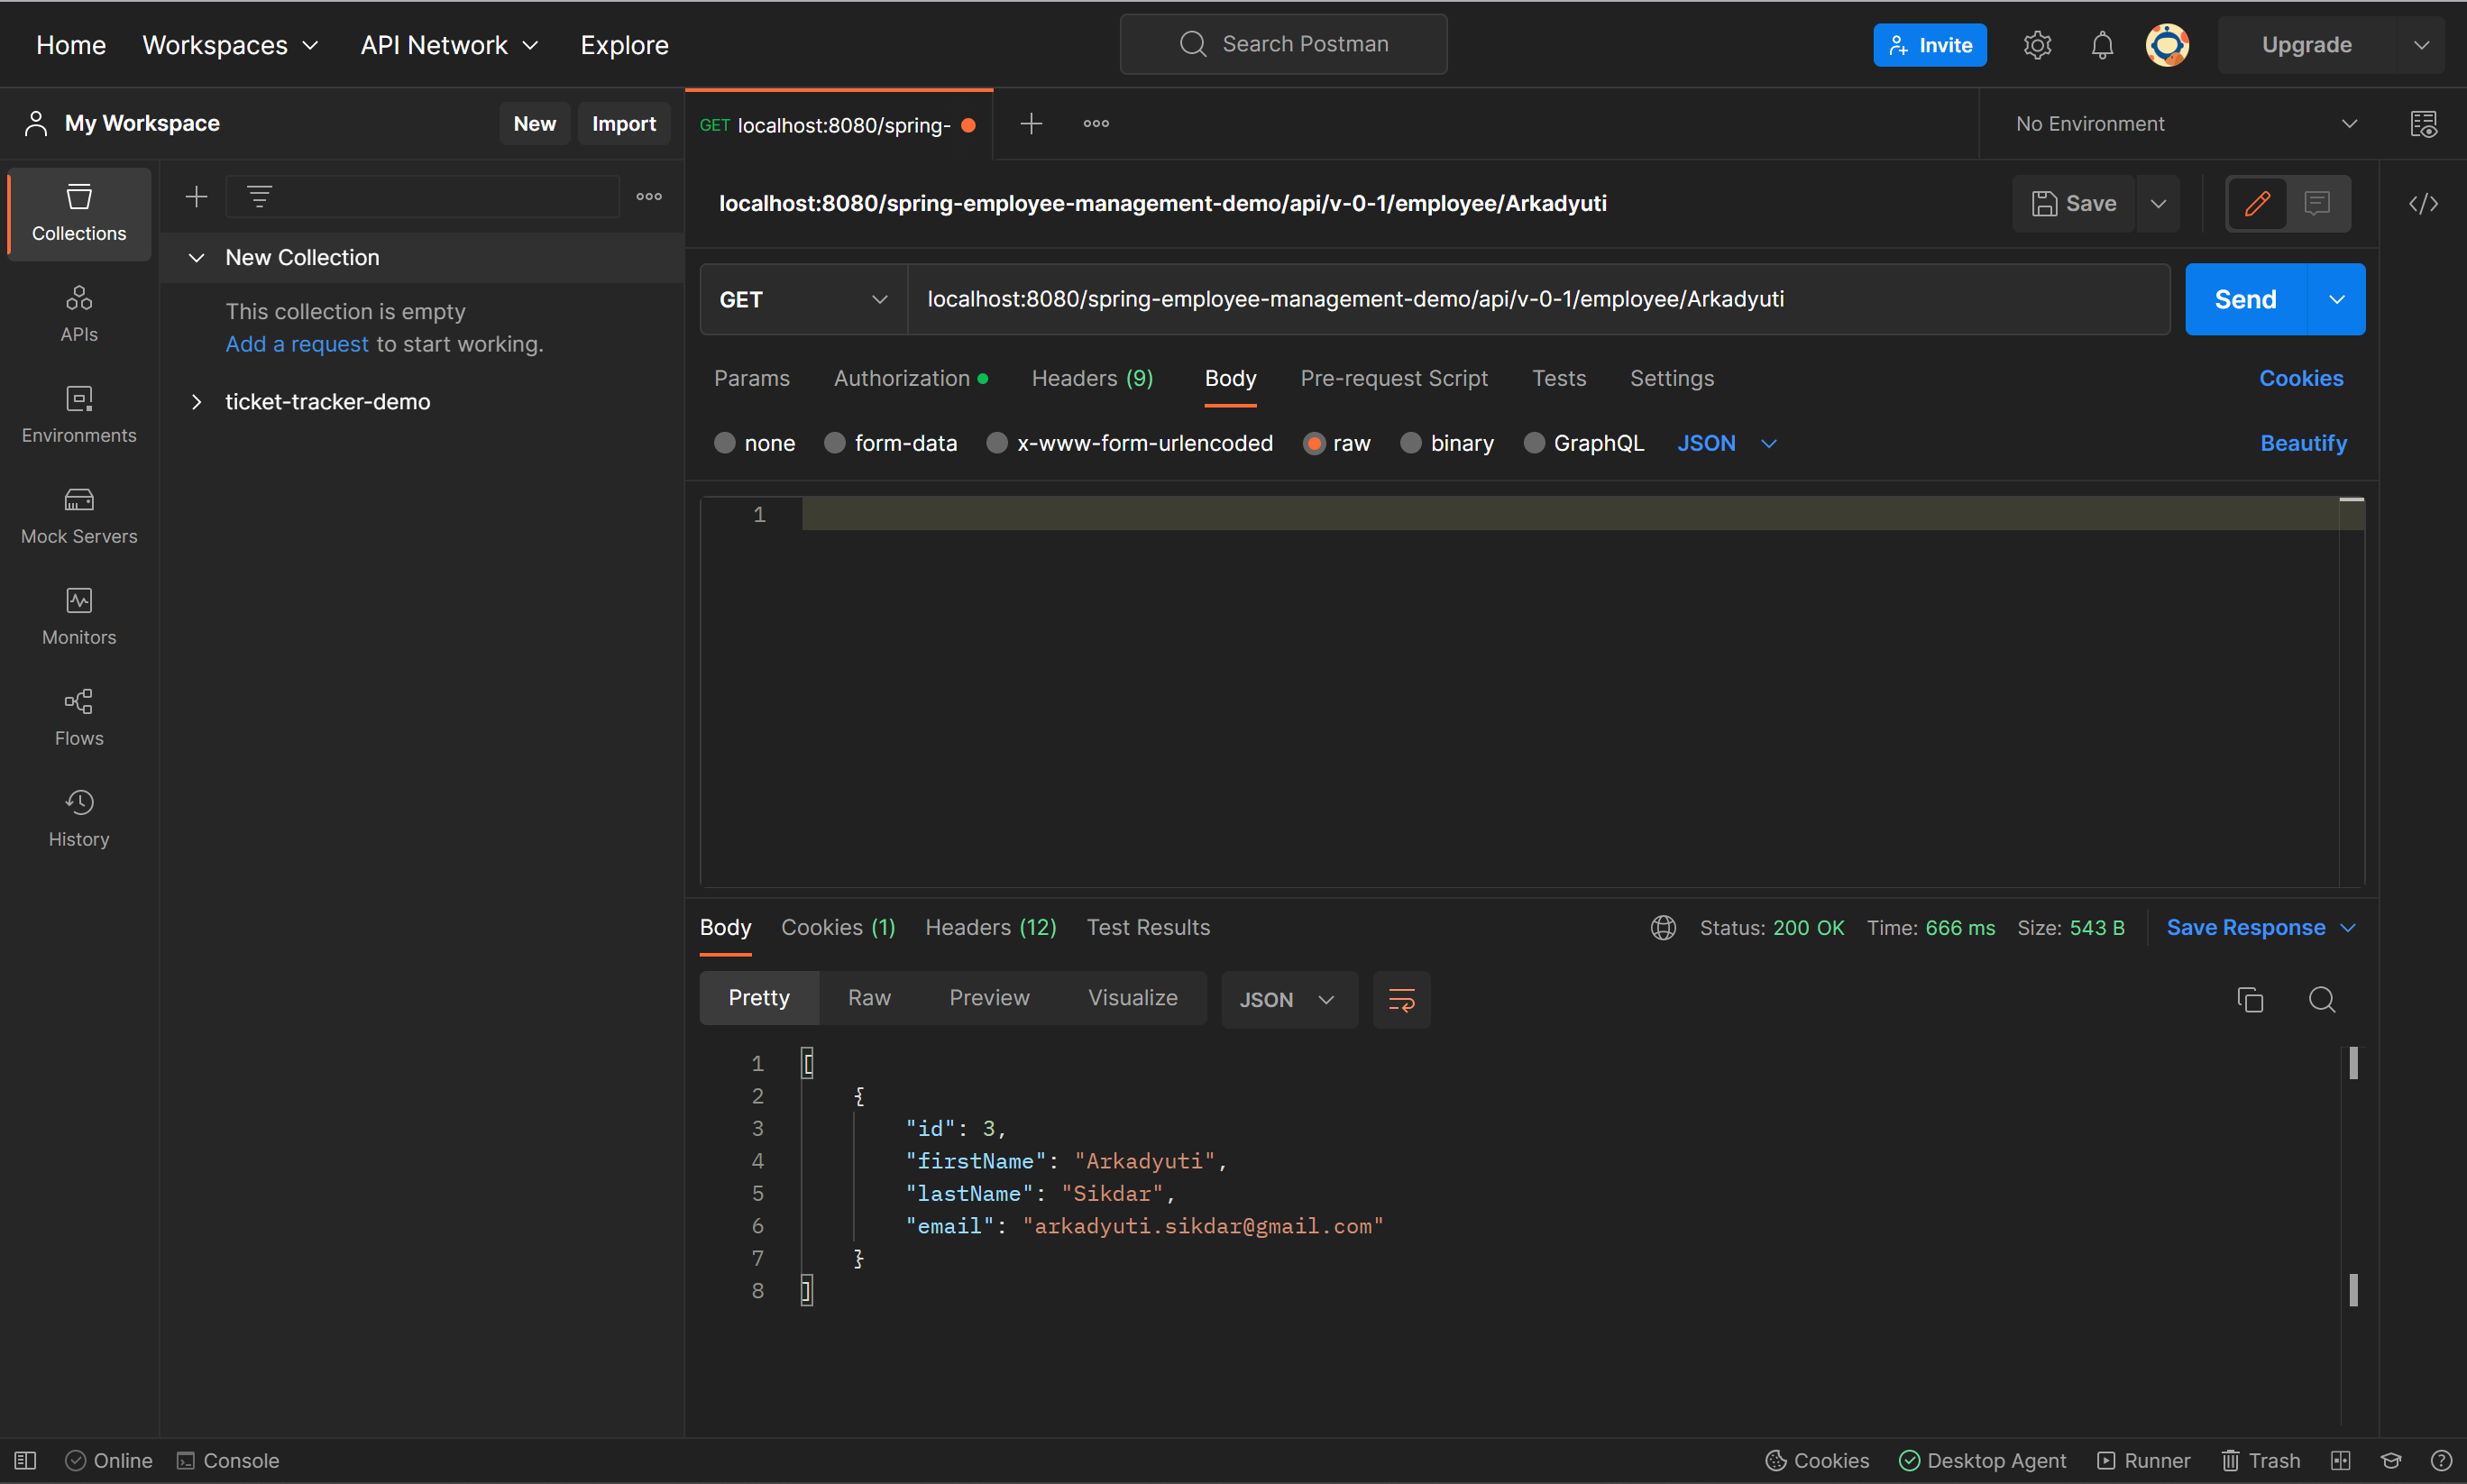 Home Workspaces API Network Explore Search Postman Invite Upgrade
My Workspace New Import GET localhost:8080/spring- No Environment
Collections
APIs
Environments
Mock Servers
Monitors
Flows
History
New Collection
This collection is empty
Add a request to start working.
ticket-tracker-demo
localhost:8080/spring-employee-management-demo/api/v-0-1/employee/Arkadyuti Save
GET localhost:8080/spring-employee-management-demo/api/v-0-1/employee/Arkadyuti Send
Params Authorization Headers (9) Body Pre-request Script Tests Settings Cookies
none form-data x-www-form-urlencoded raw binary GraphQL JSON Beautify
1
Body Cookies (1) Headers (12) Test Results Status: 200 OK Time: 666 ms Size: 543 B Save Response
Pretty Raw Preview Visualize JSON
1 [
2 {
3 "id": 3,
4 "firstName": "Arkadyuti",
5 "lastName": "Sikdar",
6 "email": "arkadyuti.sikdar@gmail.com"
7 }
8 ]
Online Console Cookies Desktop Agent Runner Trash